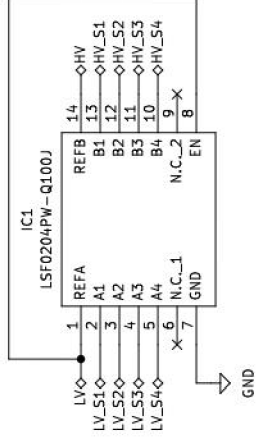 IC1
LSF0204PW-Q100J
LV 1 REFA REFB 14 HV
LV_S1 2 A1 B1 13 HV_S1
LV_S2 3 A2 B2 12 HV_S2
LV_S3 4 A3 B3 11 HV_S3
LV_S4 5 A4 B4 10 HV_S4
6 N.C._1 N.C._2 9
7 GND EN 8
GND